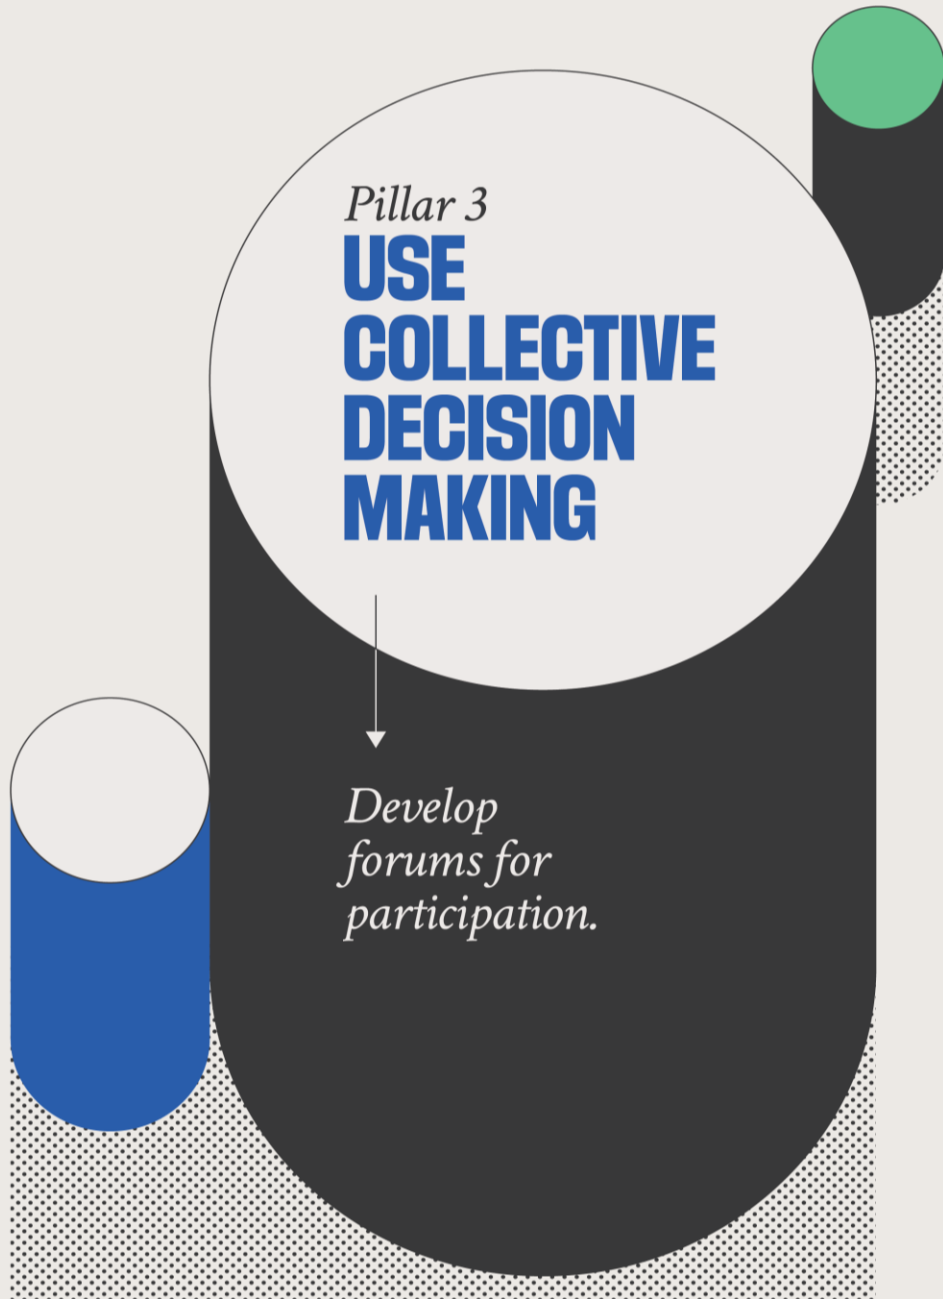 Pillar 3
USE
COLLECTIVE
DECISION
MAKING
Develop
forums for
participation.